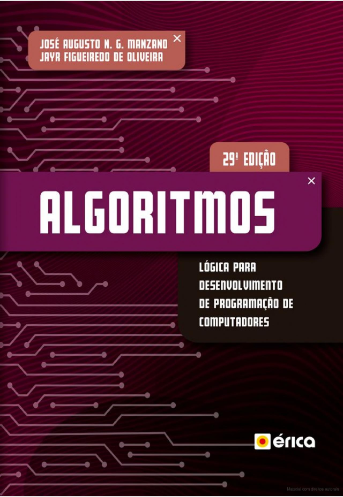 JOSÉ AUGUSTO N. G. MANZANO
JAYR FIGUEIREDO DE OLIVEIRA
29ª EDIÇÃO
ALGORITMOS
LÓGICA PARA
DESENVOLVIMENTO
DE PROGRAMAÇÃO DE
COMPUTADORES
érica